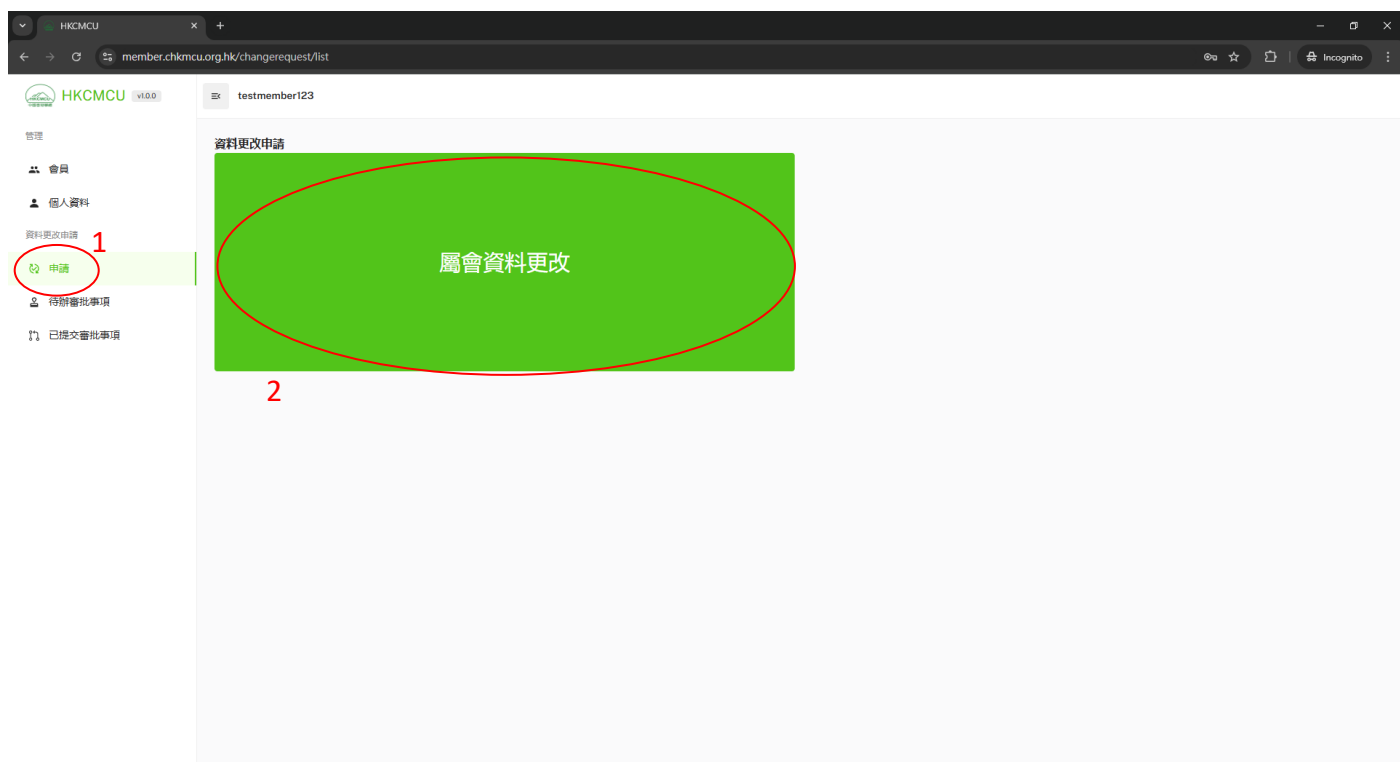 HKCMCU
member.chkmcu.org.hk/changerequest/list
Incognito
HKCMCU v1.0.0
testmember123
管理
資料更改申請
會員
個人資料
資料更改申請
1
申請
屬會資料更改
待辦審批事項
已提交審批事項
2